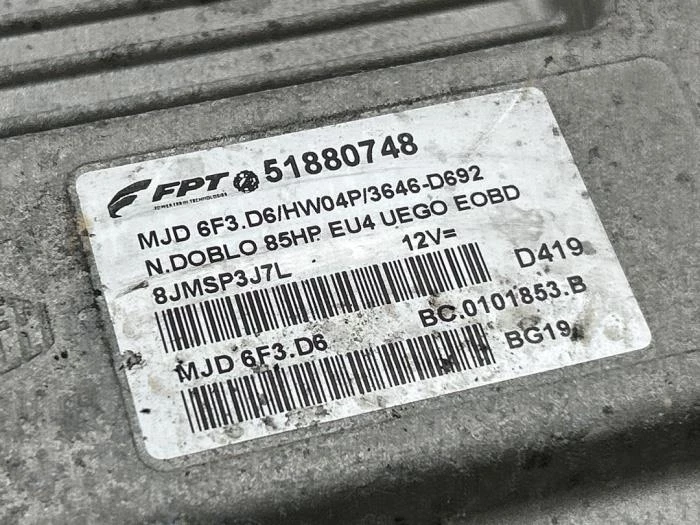 FPT 51880748
POWERTRAIN TECHNOLOGIES
MJD 6F3.D6/HW04P/3646-D692
N.DOBLO 85HP EU4 UEGO EOBD
8JMSP3J7L 12V=
D419
MJD 6F3.D6 BC.0101853.B
BG19